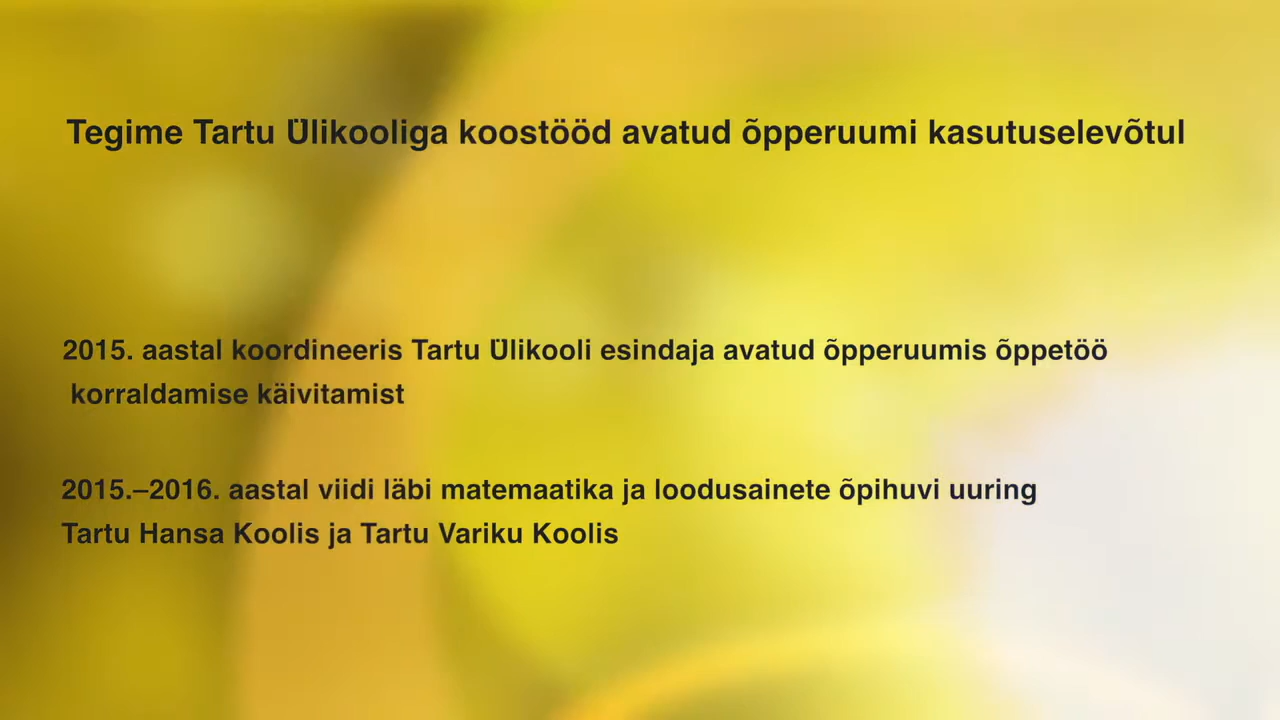 Tegime Tartu Ülikooliga koostööd avatud õpperuumi kasutuselevõtul
2015. aastal koordineeris Tartu Ülikooli esindaja avatud õpperuumis õppetöö
korraldamise käivitamist
2015.–2016. aastal viidi läbi matemaatika ja loodusainete õpihuvi uuring
Tartu Hansa Koolis ja Tartu Variku Koolis